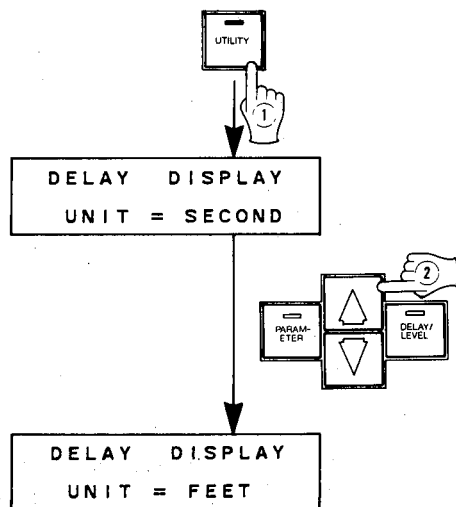 UTILITY
1
DELAY DISPLAY
UNIT = SECOND
2
PARAM-
ETER
DELAY/
LEVEL
DELAY DISPLAY
UNIT = FEET